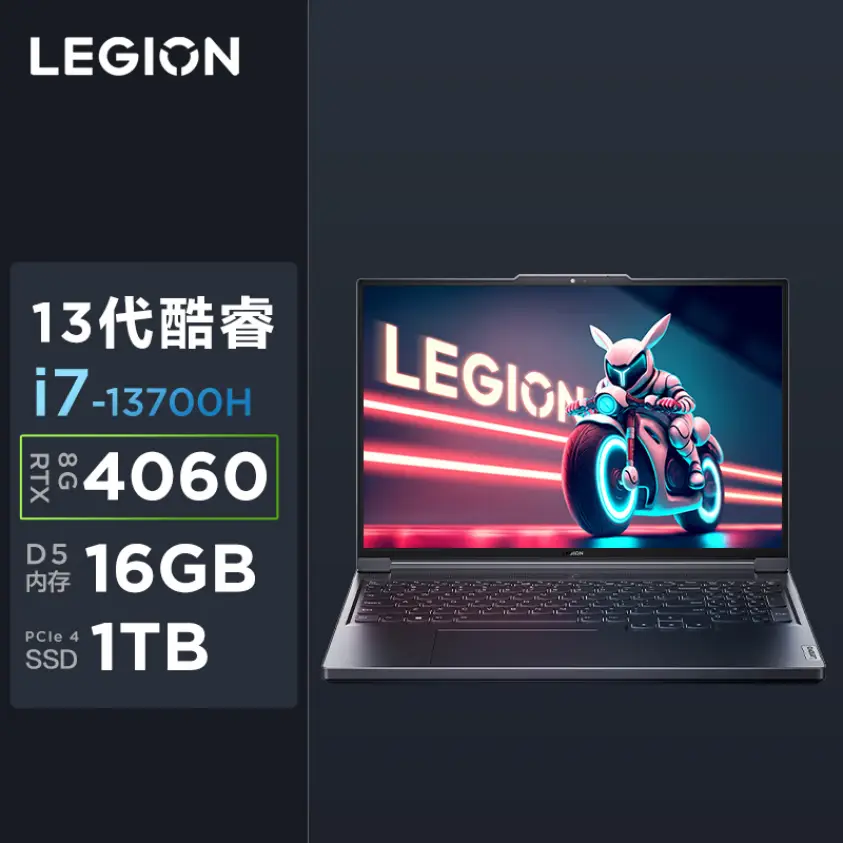 LEGION
13代酷睿
i7-13700H
RTX 8G 4060
D5 内存 16GB
PCIe 4 SSD 1TB
LEGION
LEGION